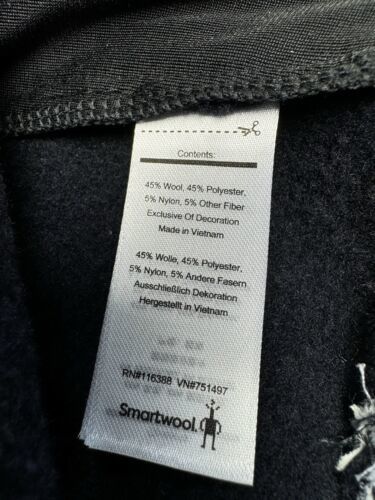 Contents:
45% Wool, 45% Polyester,
5% Nylon, 5% Other Fiber
Exclusive Of Decoration
Made in Vietnam
45% Wolle, 45% Polyester,
5% Nylon, 5% Andere Fasern
Ausschließlich Dekoration
Hergestellt in Vietnam
RN#116388 VN#751497
Smartwool